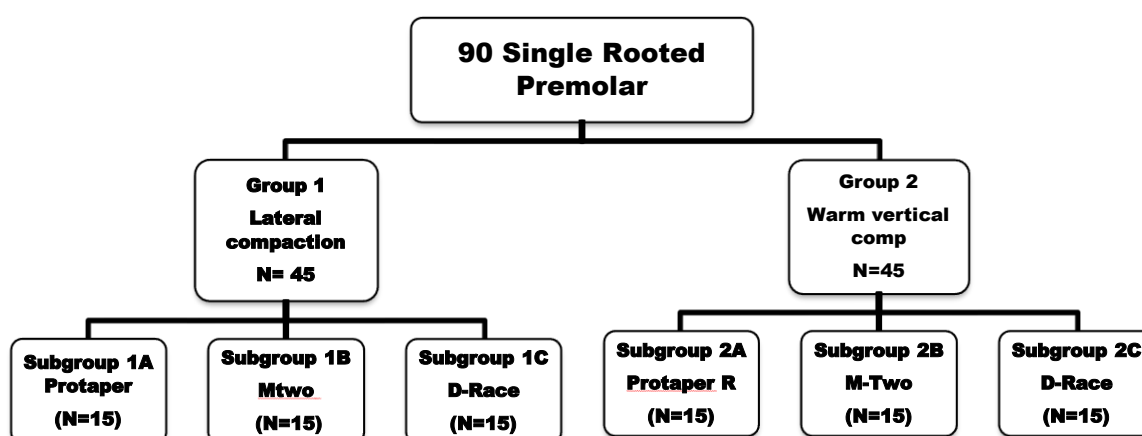 90 Single Rooted
Premolar
Group 1
Lateral
compaction
N= 45
Group 2
Warm vertical
comp
N=45
Subgroup 1A
Protaper
(N=15)
Subgroup 1B
Mtwo
(N=15)
Subgroup 1C
D-Race
(N=15)
Subgroup 2A
Protaper R
(N=15)
Subgroup 2B
M-Two
(N=15)
Subgroup 2C
D-Race
(N=15)